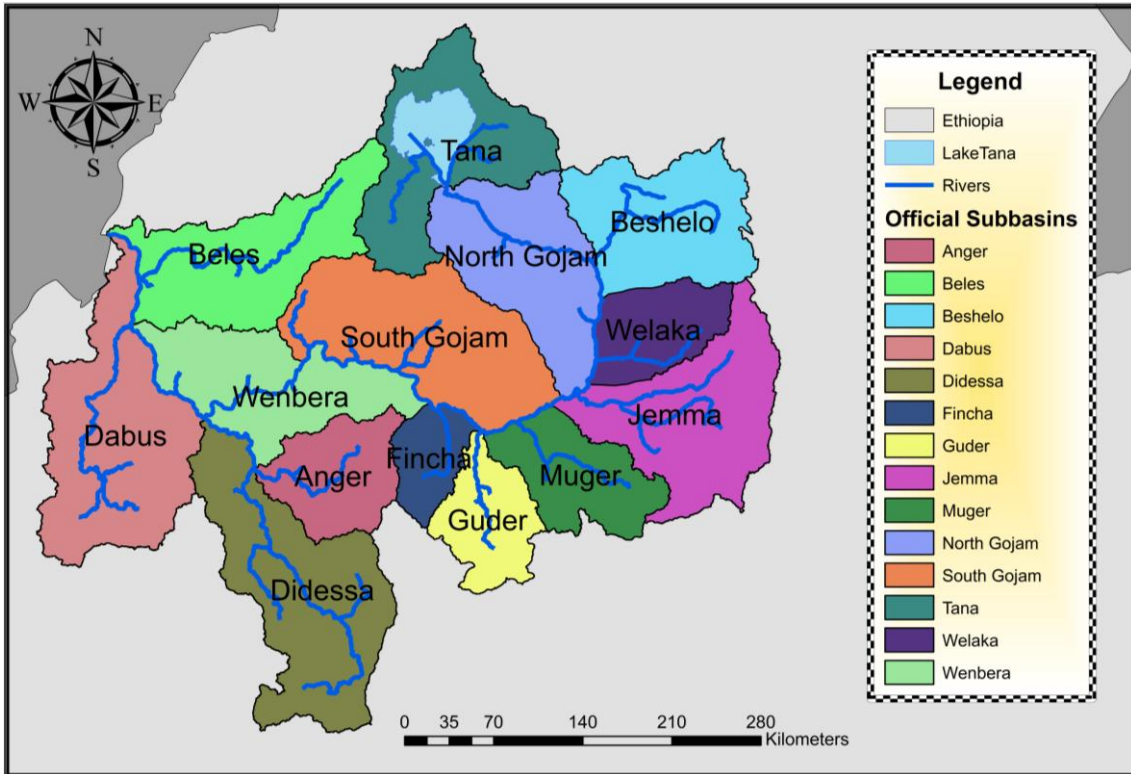 N
W E
S
Tana
Beshelo
North Gojam
Beles
South Gojam
Welaka
Wenbera
Jemma
Dabus
Fincha
Anger
Muger
Guder
Didessa
0 35 70 140 210 280
Kilometers
Legend
Ethiopia
LakeTana
Rivers
Official Subbasins
Anger
Beles
Beshelo
Dabus
Didessa
Fincha
Guder
Jemma
Muger
North Gojam
South Gojam
Tana
Welaka
Wenbera